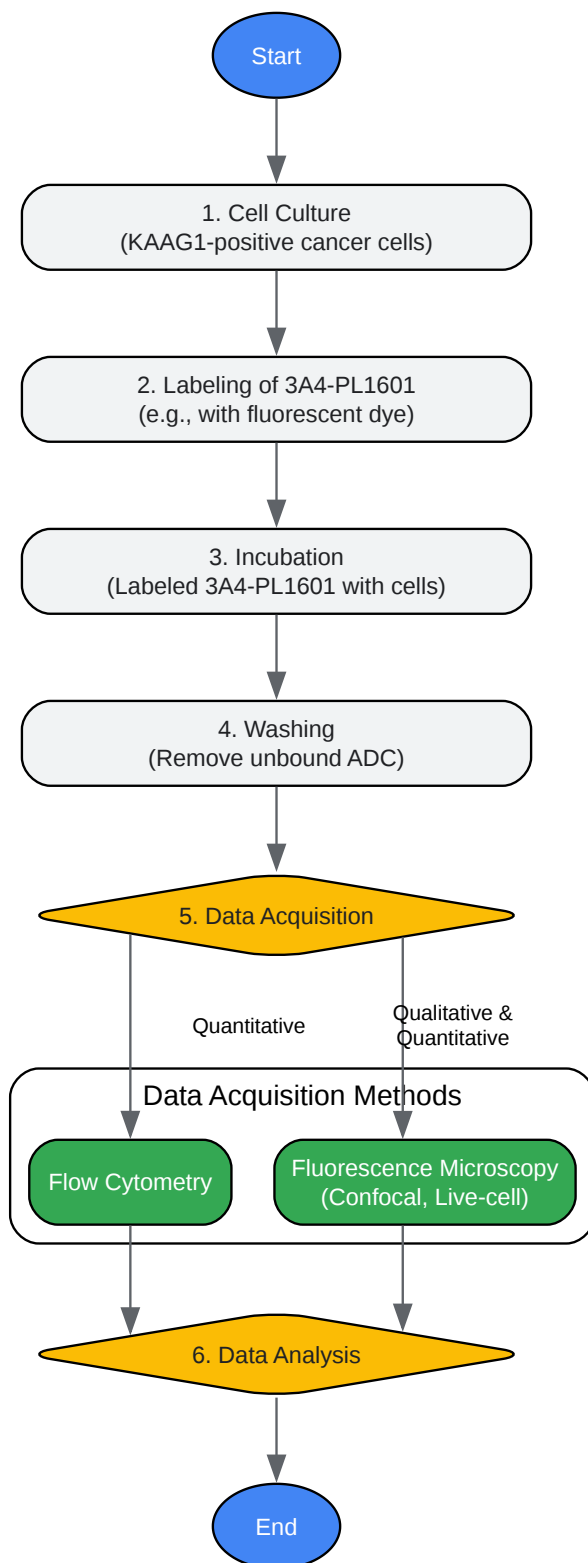 Start
1. Cell Culture
(KAAG1-positive cancer cells)
2. Labeling of 3A4-PL1601
(e.g., with fluorescent dye)
3. Incubation
(Labeled 3A4-PL1601 with cells)
4. Washing
(Remove unbound ADC)
5. Data Acquisition
Quantitative
Qualitative &
Quantitative
Data Acquisition Methods
Flow Cytometry
Fluorescence Microscopy
(Confocal, Live-cell)
6. Data Analysis
End